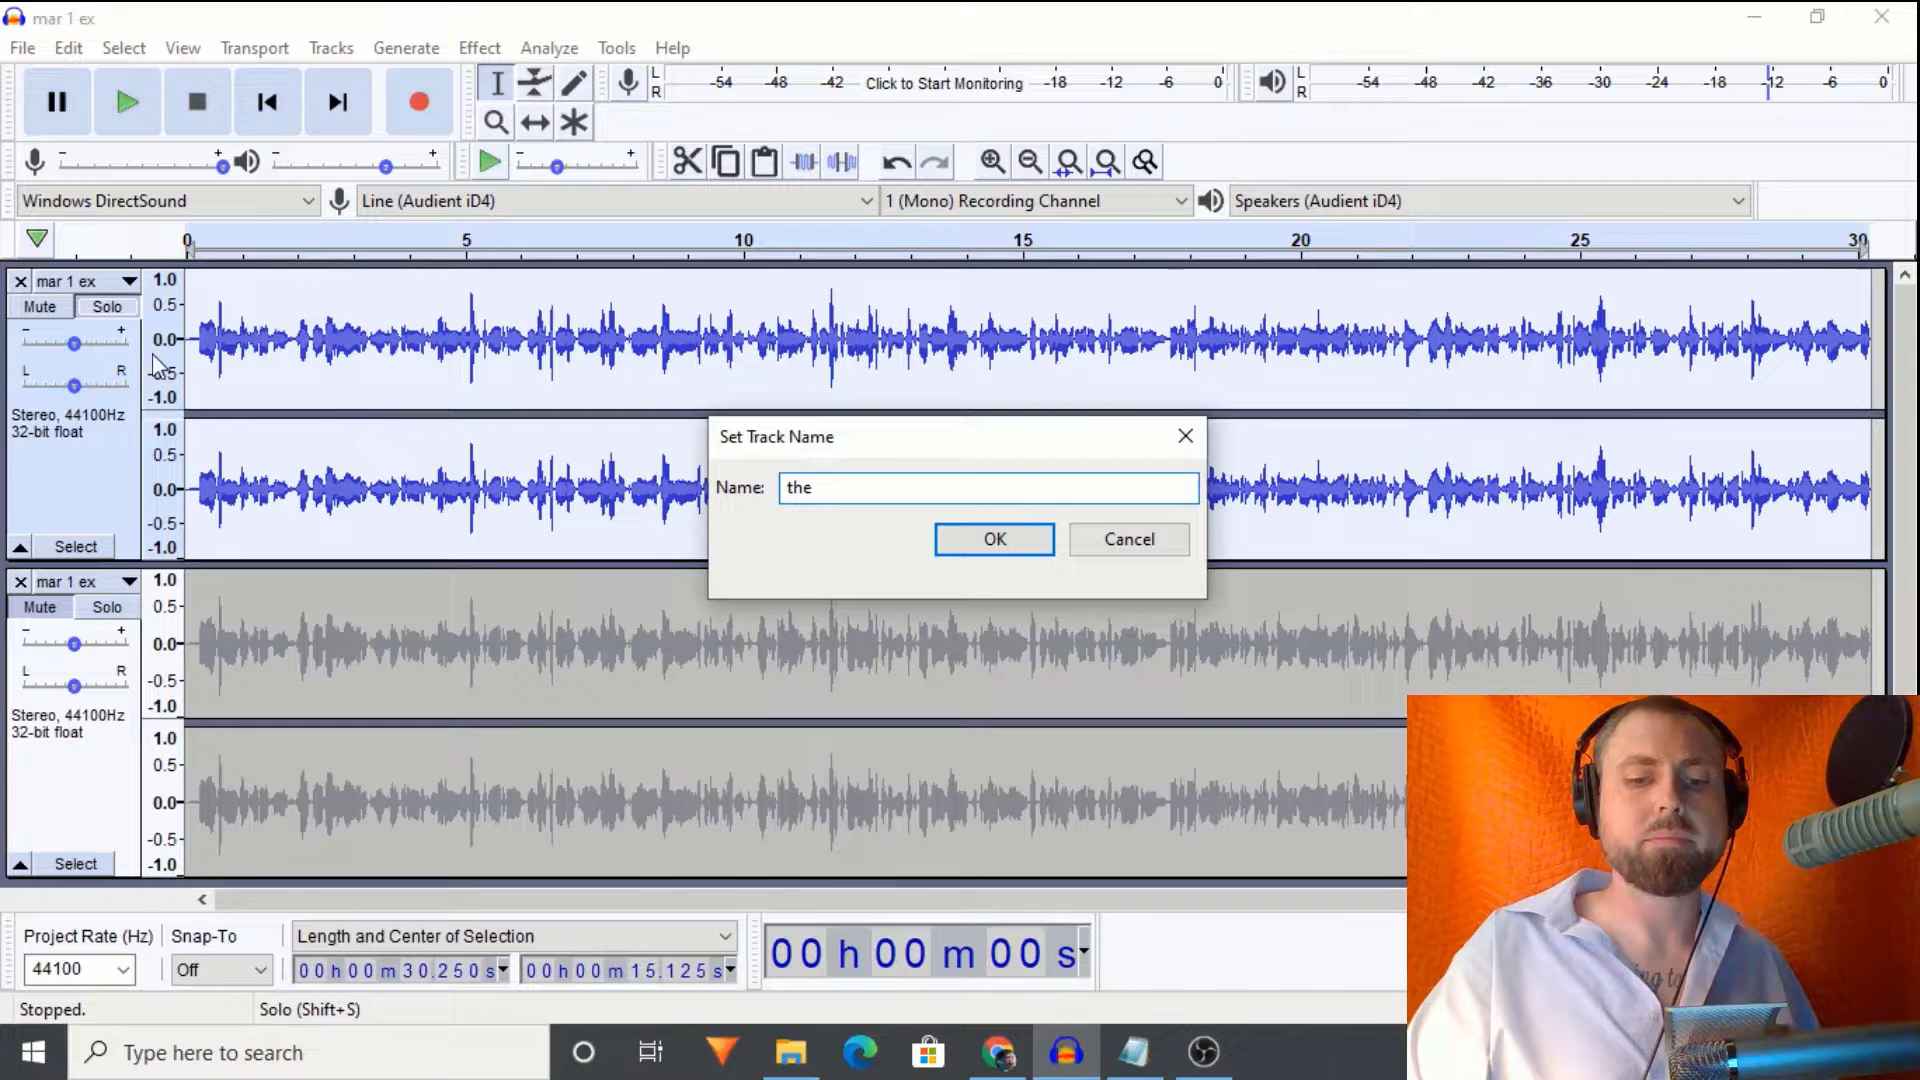 mar 1 ex
File Edit Select View Transport Tracks Generate Effect Analyze Tools Help
L
R
-54 -48 -42 Click to Start Monitoring -18 -12 -6 0
L
R
-54 -48 -42 -36 -30 -24 -18 -12 -6 0
- + - + - +
Windows DirectSound Line (Audient iD4) 1 (Mono) Recording Channel Speakers (Audient iD4)
0 5 10 15 20 25 30
mar 1 ex
Mute Solo
- +
L R
Stereo, 44100Hz
32-bit float
Select
1.0
0.5
0.0
-1.0
1.0
0.5
0.0
-0.5
-1.0
Set Track Name
Name: the
OK Cancel
mar 1 ex
Mute Solo
- +
L R
Stereo, 44100Hz
32-bit float
Select
1.0
0.5
0.0
-0.5
-1.0
1.0
0.5
0.0
-0.5
-1.0
Project Rate (Hz) Snap-To Length and Center of Selection
44100 Off 00 h 00 m 30.250 s 00 h 00 m 15.125 s
00 h 00 m 00 s
Stopped. Solo (Shift+S)
Type here to search